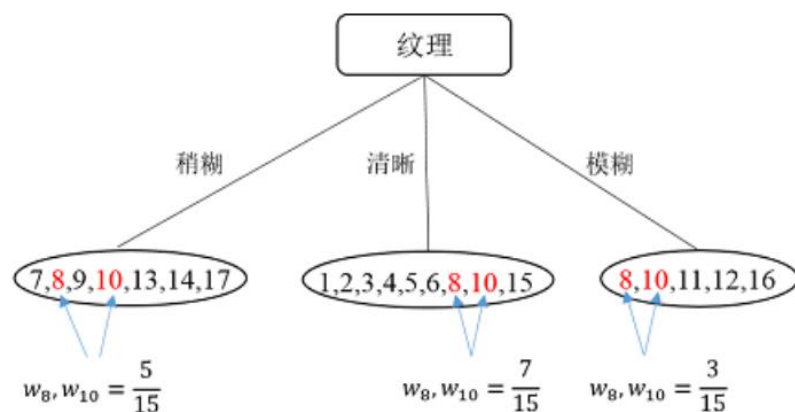 纹理
稍糊 清晰 模糊
7,8,9,10,13,14,17 1,2,3,4,5,6,8,10,15 8,10,11,12,16
w₈, w₁₀ = 5/15 w₈, w₁₀ = 7/15 w₈, w₁₀ = 3/15